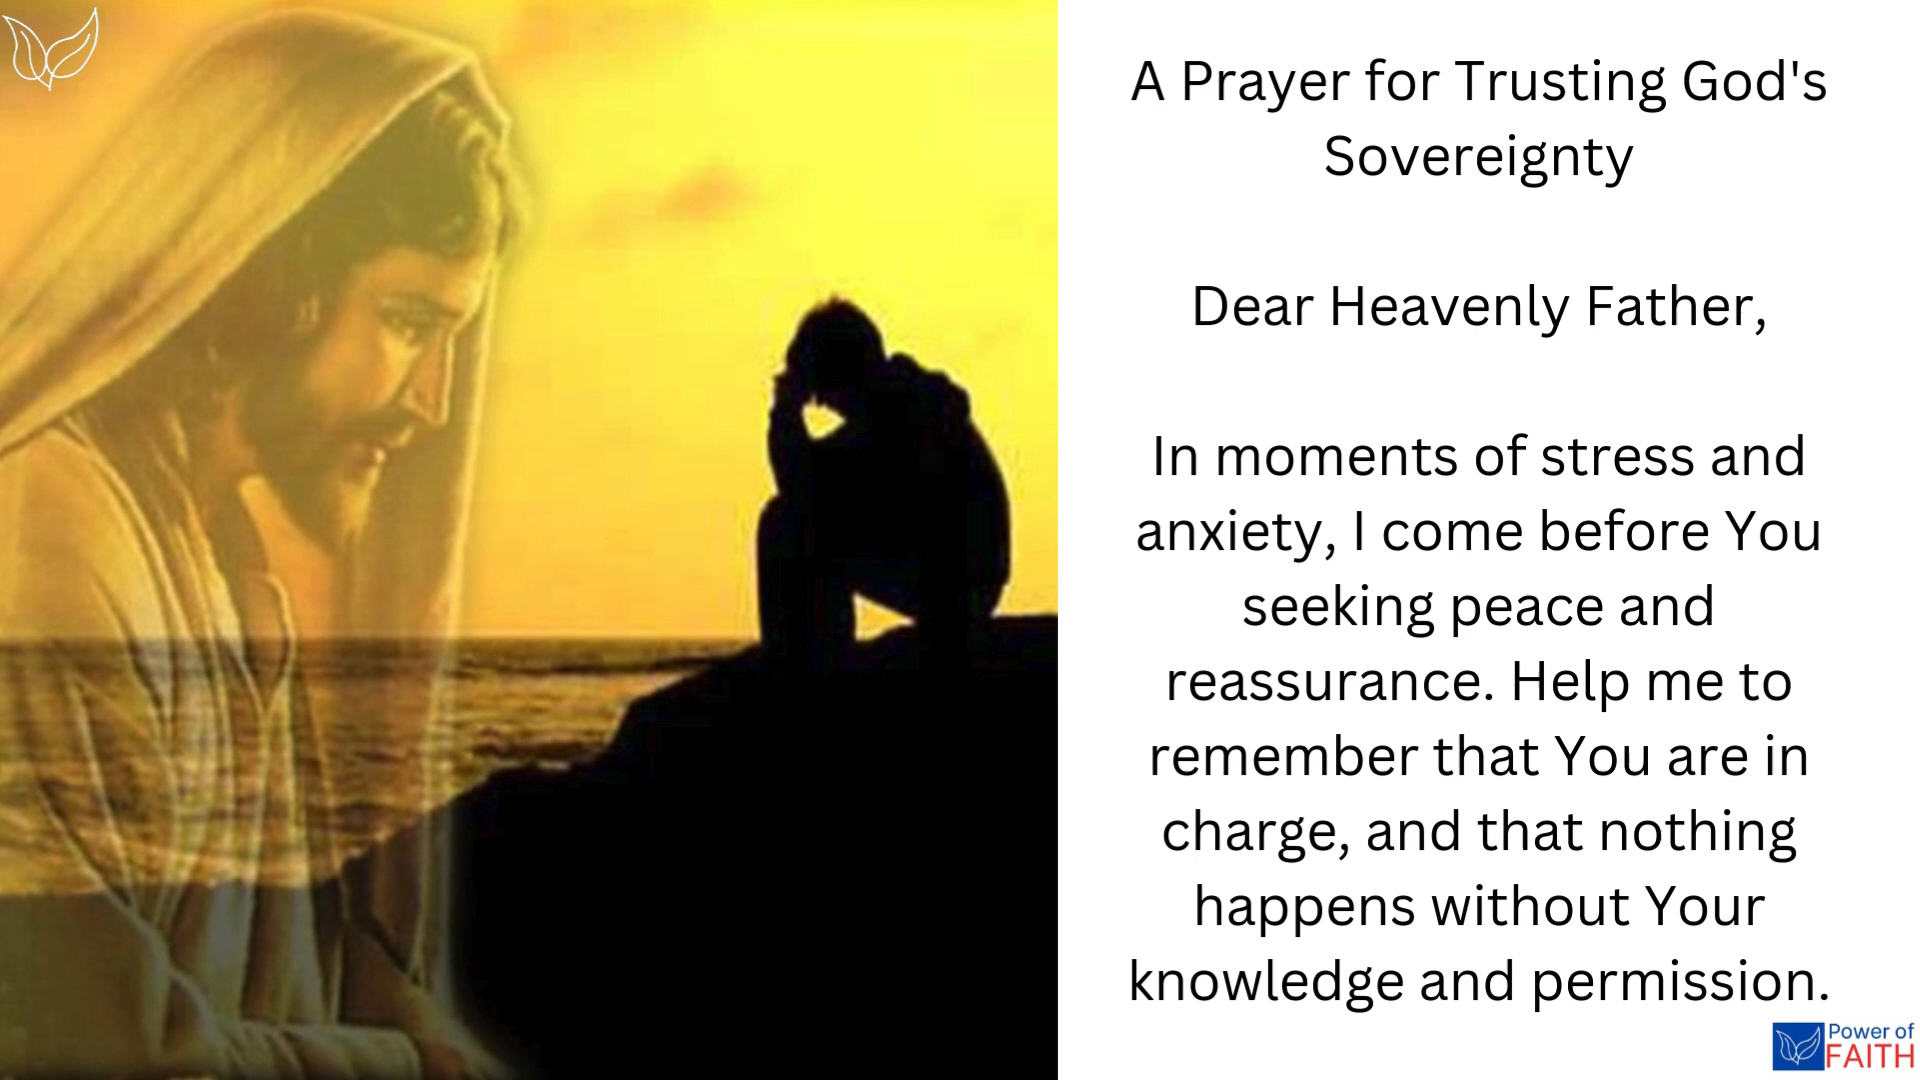 A Prayer for Trusting God's
Sovereignty
Dear Heavenly Father,
In moments of stress and
anxiety, I come before You
seeking peace and
reassurance. Help me to
remember that You are in
charge, and that nothing
happens without Your
knowledge and permission.
Power of
FAITH